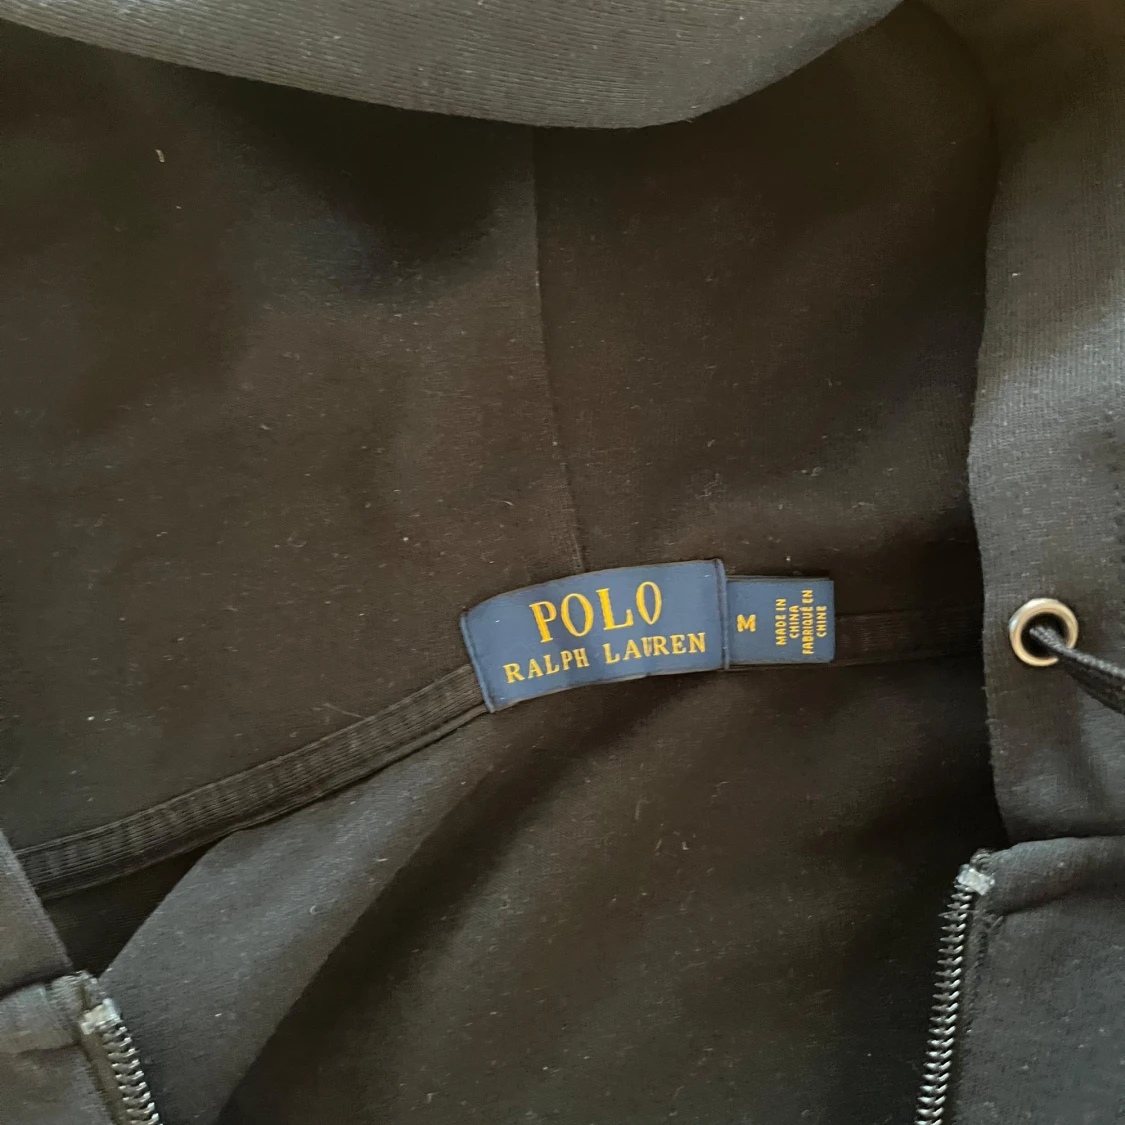 POLO
RALPH LAUREN
M
MADE IN
CHINA
FABRIQUÉ EN
CHINE